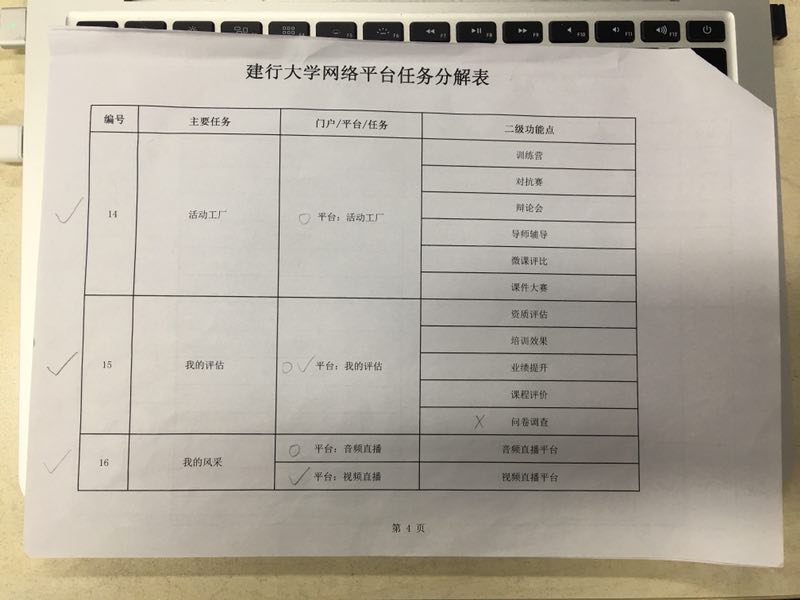 建行大学网络平台任务分解表
编号 主要任务 门户/平台/任务 二级功能点
14 活动工厂 平台：活动工厂
训练营
对抗赛
辩论会
导师辅导
微课评比
课件大赛
15 我的评估 平台：我的评估
资质评估
培训效果
业绩提升
课程评价
问卷调查
16 我的风采
平台：音频直播 音频直播平台
平台：视频直播 视频直播平台
第 4 页